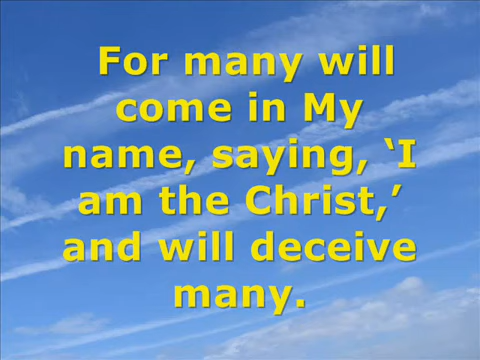 For many will
come in My
name, saying, ‘I
am the Christ,’
and will deceive
many.